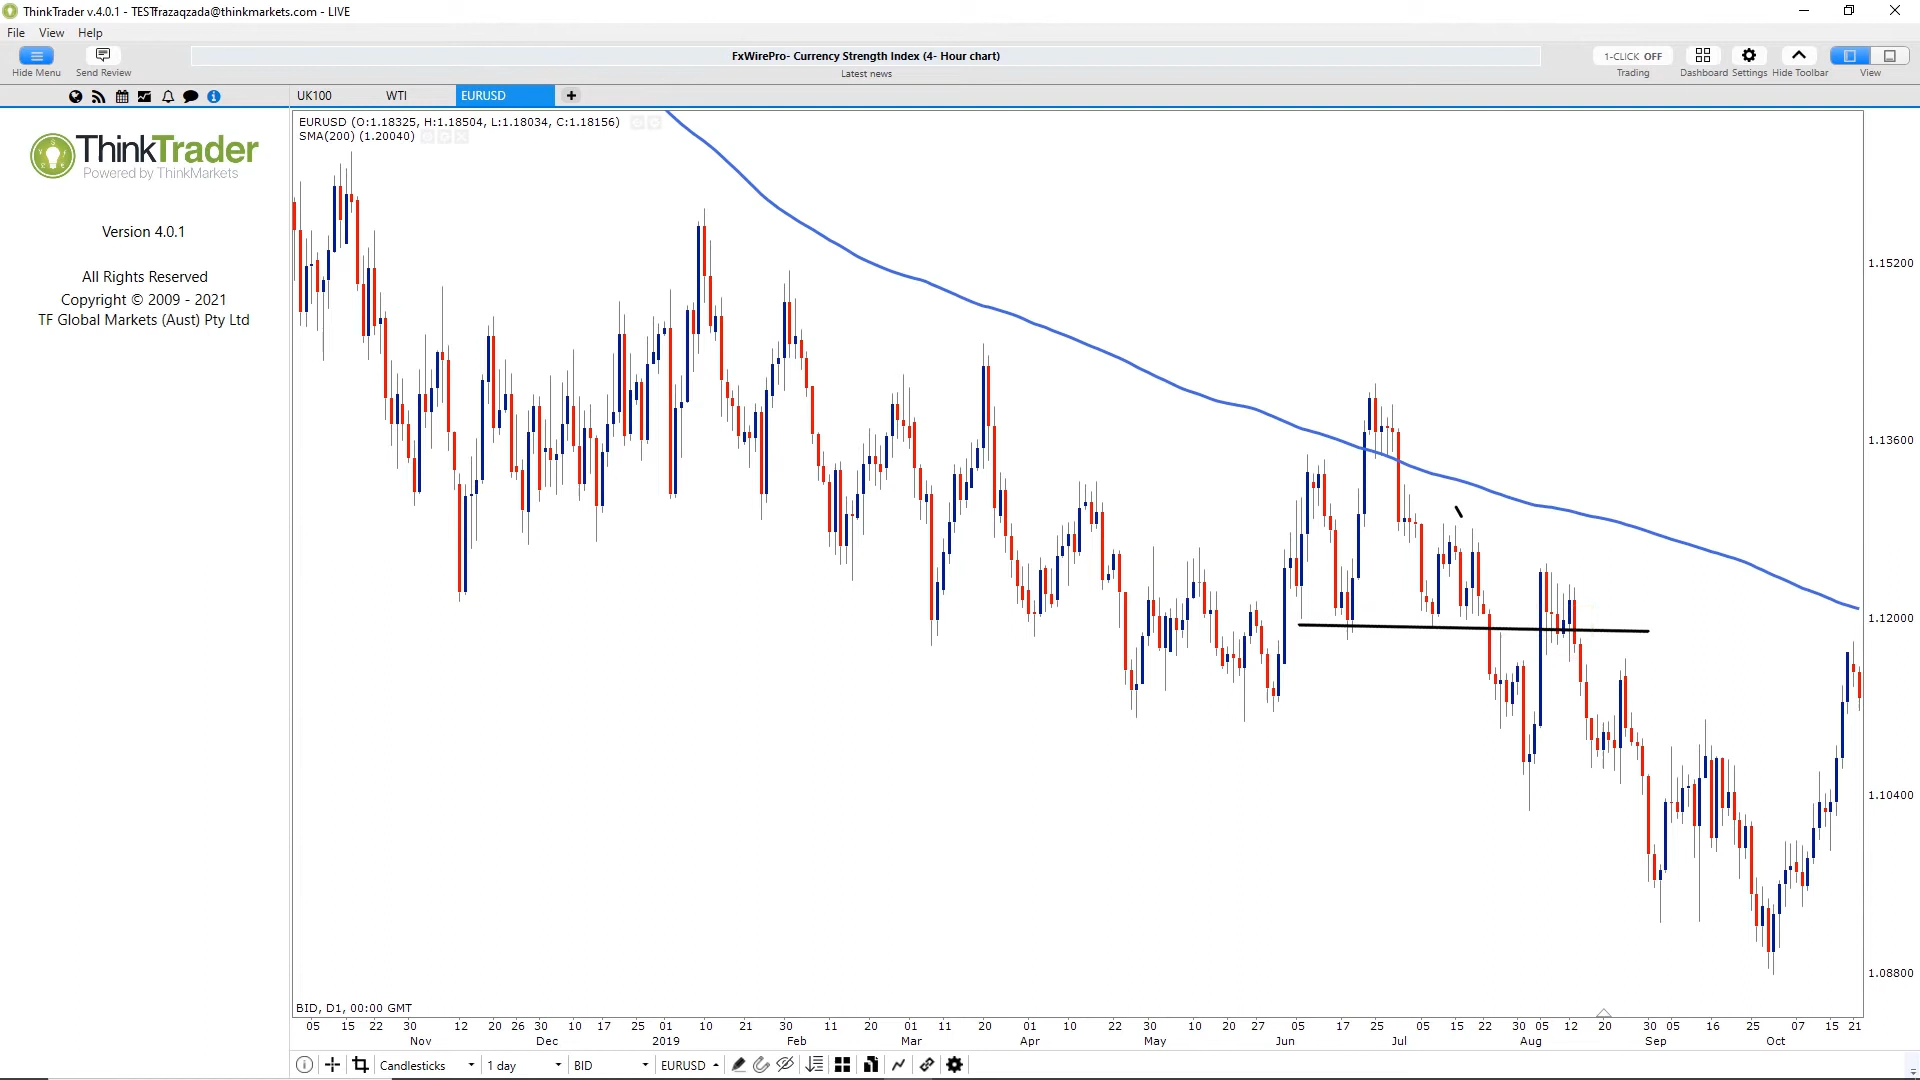 ThinkTrader v.4.0.1 - TESTfrazaqzada@thinkmarkets.com - LIVE
File View Help
1-CLICK OFF
FxWirePro- Currency Strength Index (4- Hour chart)
Hide Menu Send Review Latest news Trading Dashboard Settings Hide Toolbar View
UK100 WTI EURUSD
ThinkTrader
Powered by ThinkMarkets
Version 4.0.1
All Rights Reserved
Copyright © 2009 - 2021
TF Global Markets (Aust) Pty Ltd
EURUSD (O:1.18325, H:1.18504, L:1.18034, C:1.18156)
SMA(200) (1.20040)
1.15200
1.13600
1.12000
1.10400
1.08800
BID, D1, 00:00 GMT
05 15 22 30 12 20 26 30 10 17 25 01 10 21 30 11 20 01 11 20 01 10 22 30 10 20 27 05 17 25 05 15 22 30 05 12 20 30 05 16 25 07 15 21
Nov Dec 2019 Feb Mar Apr May Jun Jul Aug Sep Oct
Candlesticks 1 day BID EURUSD